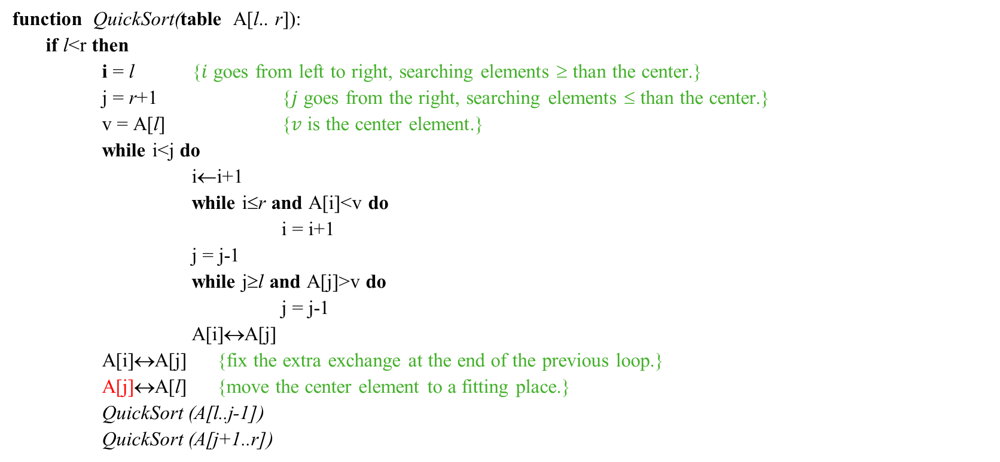 function QuickSort(table A[l.. r]):
if l<r then
i = l {i goes from left to right, searching elements ≥ than the center.}
j = r+1 {j goes from the right, searching elements ≤ than the center.}
v = A[l] {v is the center element.}
while i<j do
i←i+1
while i≤r and A[i]<v do
i = i+1
j = j-1
while j≥l and A[j]>v do
j = j-1
A[i]↔A[j]
A[i]↔A[j] {fix the extra exchange at the end of the previous loop.}
A[j]↔A[l] {move the center element to a fitting place.}
QuickSort (A[l..j-1])
QuickSort (A[j+1..r])